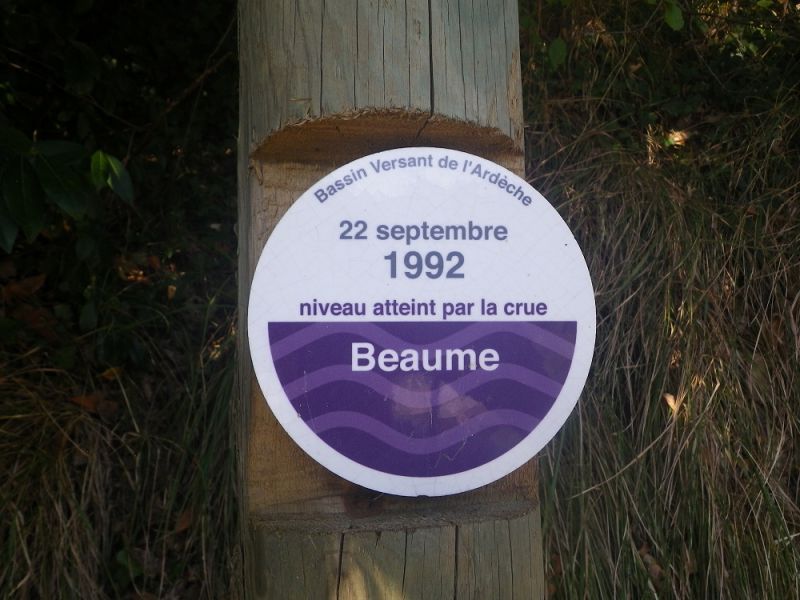 Bassin Versant de l'Ardèche
22 septembre
1992
niveau atteint par la crue
Beaume